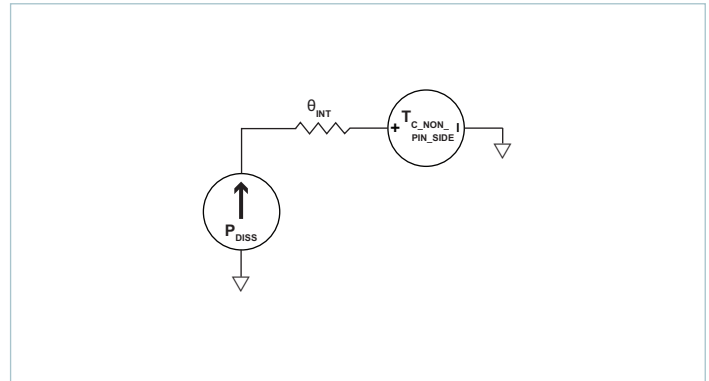 θINT
+ TC_NON_ I
PIN_SIDE
PDISS